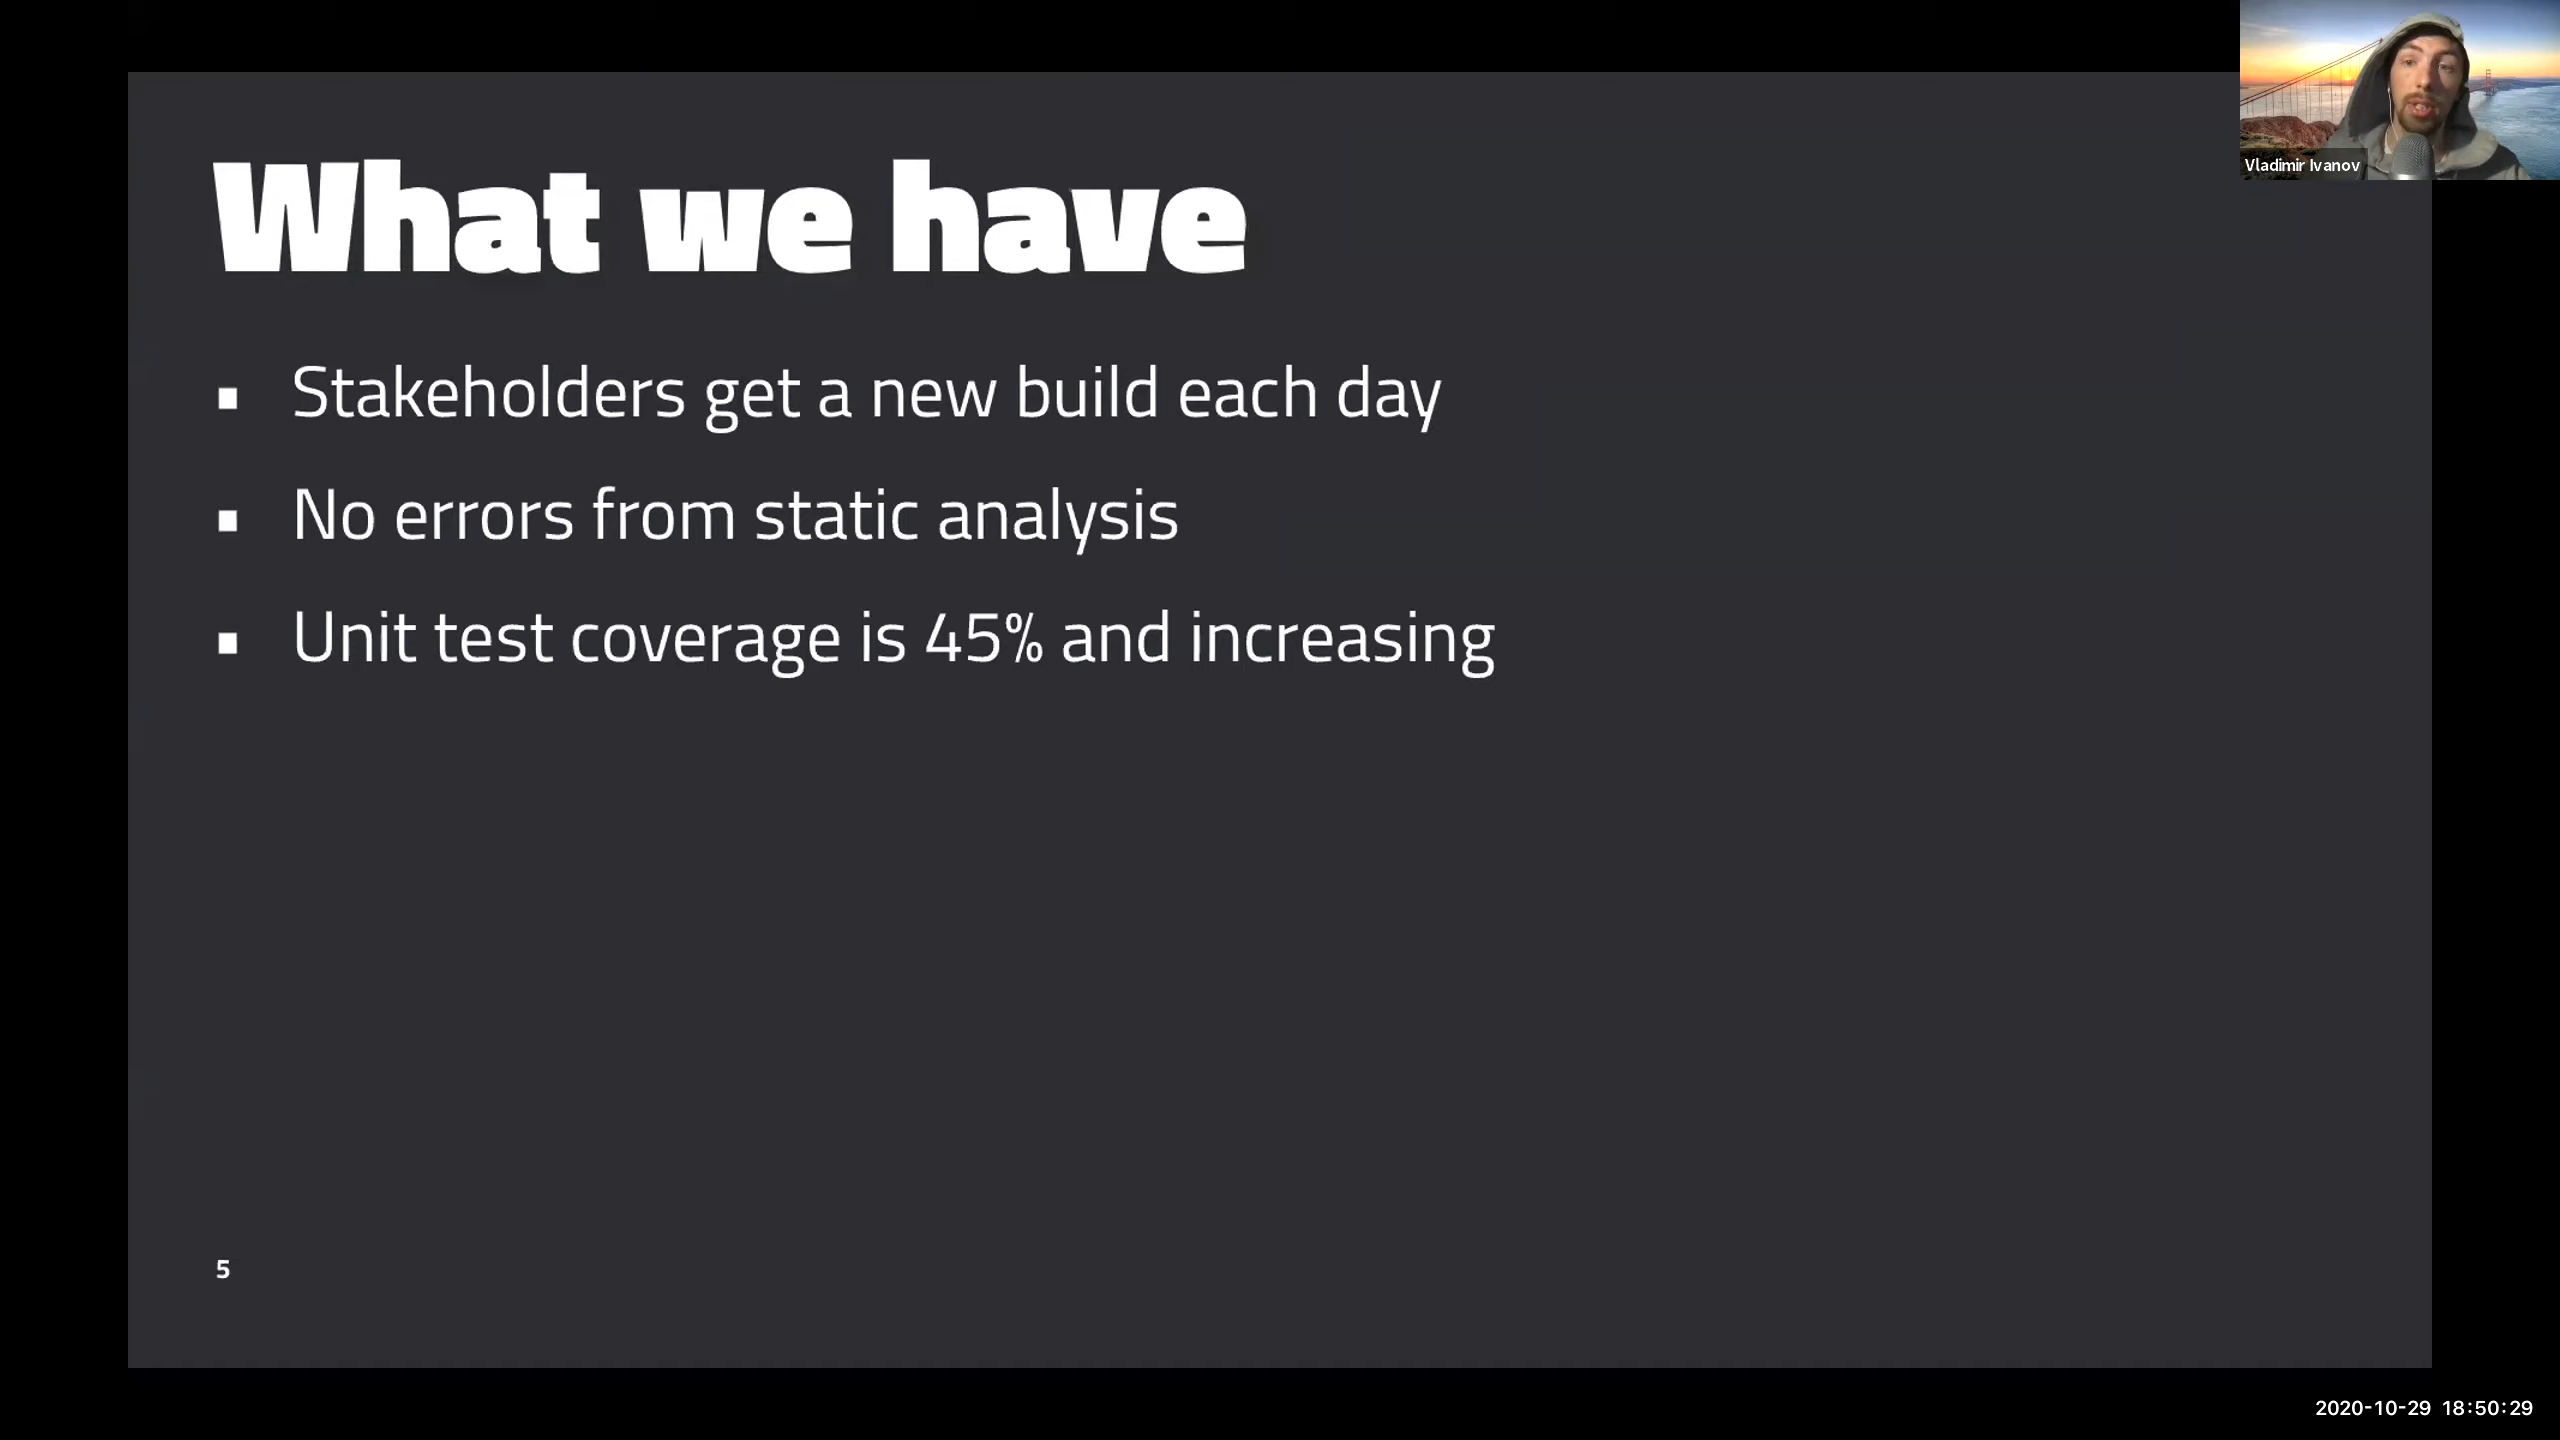 What we have
▪ Stakeholders get a new build each day
▪ No errors from static analysis
▪ Unit test coverage is 45% and increasing
5
Vladimir Ivanov
2020-10-29 18:50:29